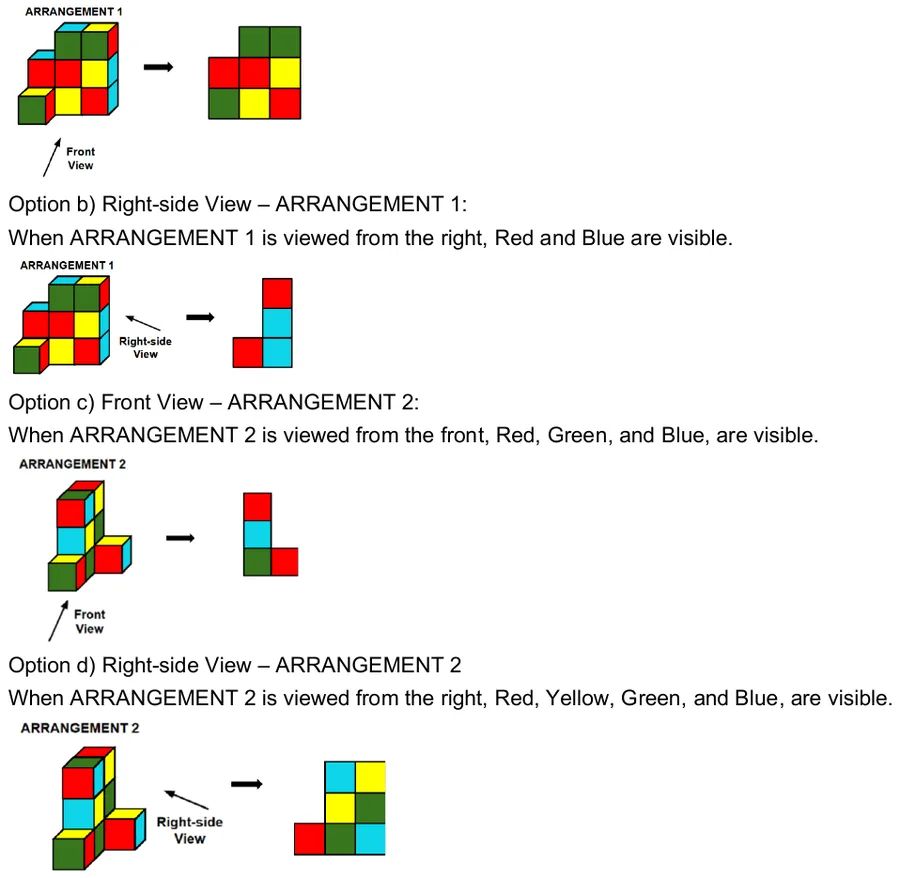 ARRANGEMENT 1
Front
View
Option b) Right-side View – ARRANGEMENT 1:
When ARRANGEMENT 1 is viewed from the right, Red and Blue are visible.
ARRANGEMENT 1
Right-side
View
Option c) Front View – ARRANGEMENT 2:
When ARRANGEMENT 2 is viewed from the front, Red, Green, and Blue, are visible.
ARRANGEMENT 2
Front
View
Option d) Right-side View – ARRANGEMENT 2
When ARRANGEMENT 2 is viewed from the right, Red, Yellow, Green, and Blue, are visible.
ARRANGEMENT 2
Right-side
View